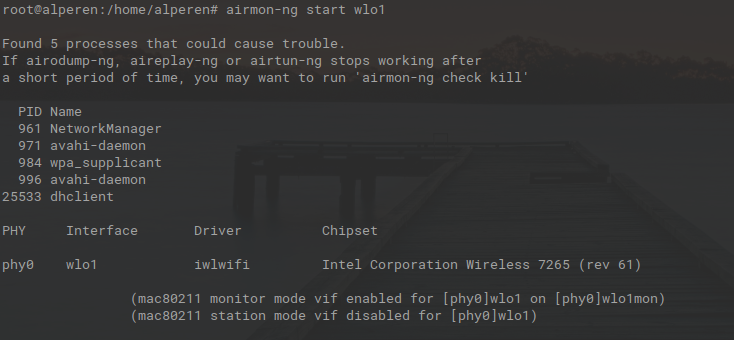 root@alperen:/home/alperen# airmon-ng start wlo1
Found 5 processes that could cause trouble.
If airodump-ng, aireplay-ng or airtun-ng stops working after
a short period of time, you may want to run 'airmon-ng check kill'
PID Name
961 NetworkManager
971 avahi-daemon
984 wpa_supplicant
996 avahi-daemon
25533 dhclient
PHY Interface Driver Chipset
phy0 wlo1 iwlwifi Intel Corporation Wireless 7265 (rev 61)
(mac80211 monitor mode vif enabled for [phy0]wlo1 on [phy0]wlo1mon)
(mac80211 station mode vif disabled for [phy0]wlo1)